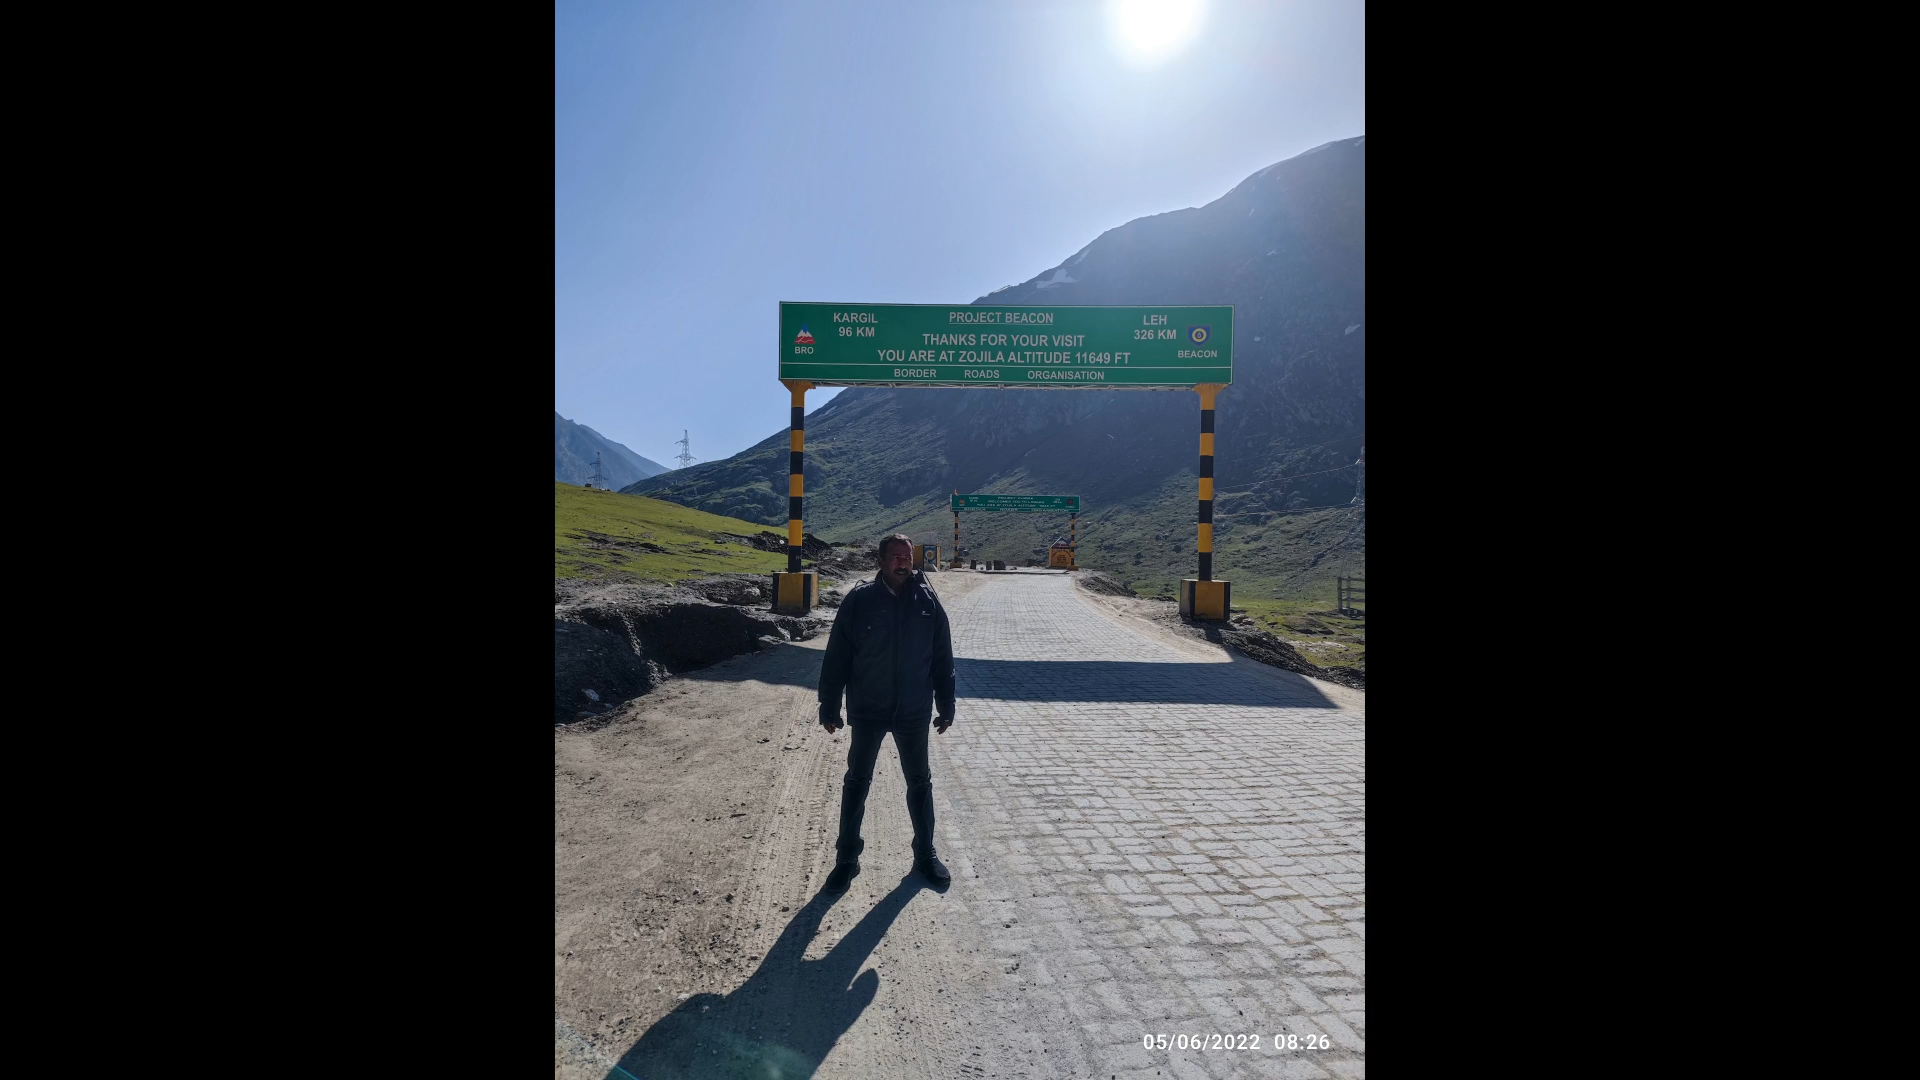 PROJECT BEACON
KARGIL
96 KM
LEH
326 KM
THANKS FOR YOUR VISIT
YOU ARE AT ZOJILA ALTITUDE 11649 FT
BRO
BEACON
BORDER ROADS ORGANISATION
05/06/2022 08:26